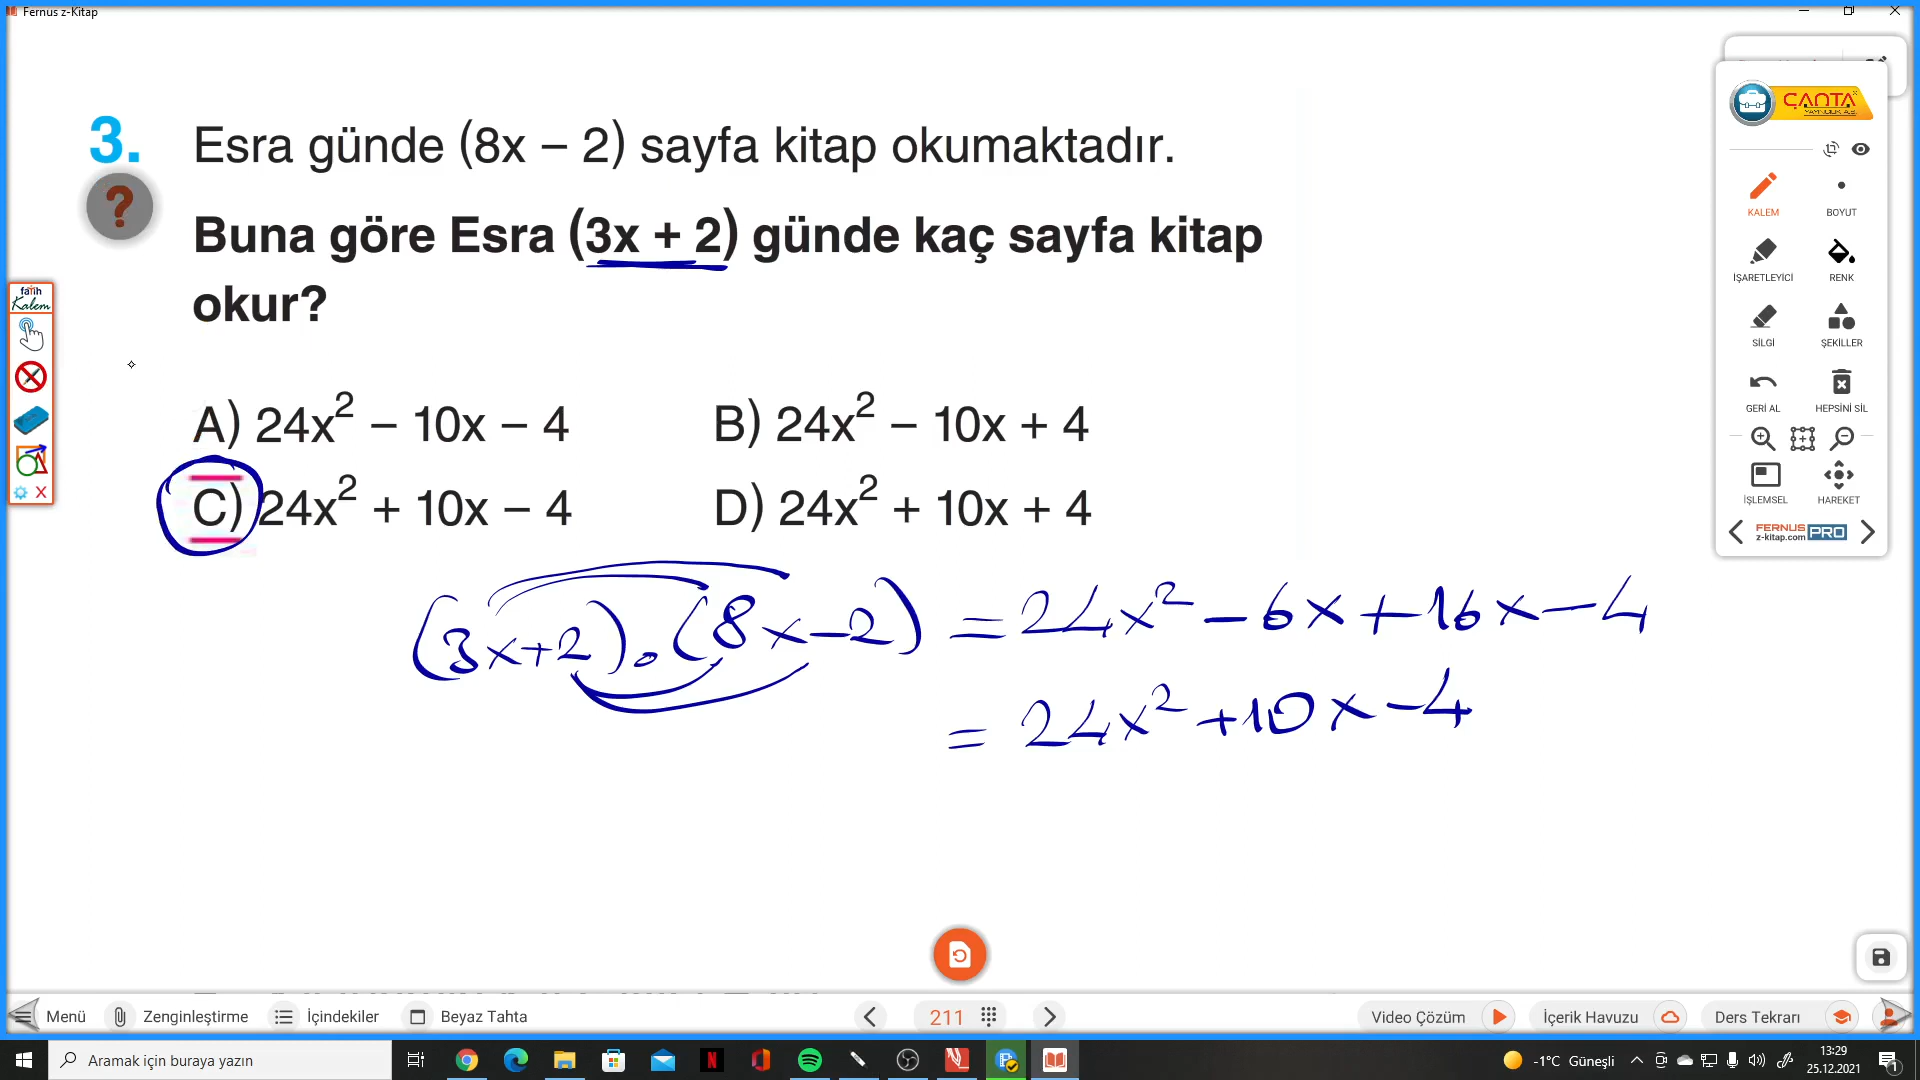 Fernus z-Kitap
3. Esra günde (8x − 2) sayfa kitap okumaktadır.
?
Buna göre Esra (3x + 2) günde kaç sayfa kitap
okur?
A) 24x² − 10x − 4
B) 24x² − 10x + 4
C) 24x² + 10x − 4
D) 24x² + 10x + 4
(3x+2).(8x−2) = 24x² − 6x + 16x − 4
= 24x² + 10x − 4
fatih
Kalem
ÇANTA
KALEM
BOYUT
İŞARETLEYİCİ
RENK
SİLGİ
ŞEKİLLER
GERİ AL
HEPSİNİ SİL
İŞLEMSEL
HAREKET
FERNUS
z-kitap.com
PRO
Menü
Zenginleştirme
İçindekiler
Beyaz Tahta
211
Video Çözüm
İçerik Havuzu
Ders Tekrarı
Aramak için buraya yazın
-1°C Güneşli
13:29
25.12.2021
1